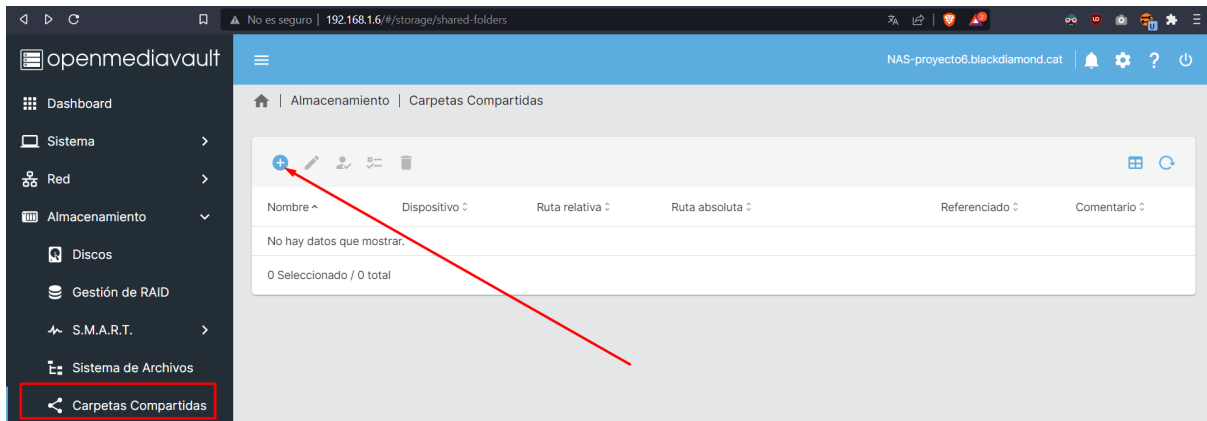 No es seguro | 192.168.1.6/#/storage/shared-folders
openmediavault
NAS-proyecto6.blackdiamond.cat
Dashboard
Almacenamiento | Carpetas Compartidas
Sistema
Red
Almacenamiento
Nombre Dispositivo Ruta relativa Ruta absoluta Referenciado Comentario
No hay datos que mostrar.
Discos
0 Seleccionado / 0 total
Gestión de RAID
S.M.A.R.T.
Sistema de Archivos
Carpetas Compartidas